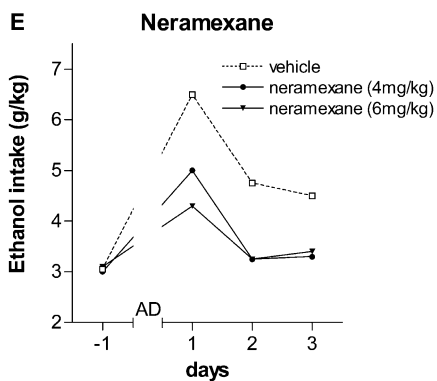 E
Neramexane
vehicle
neramexane (4mg/kg)
neramexane (6mg/kg)
Ethanol intake (g/kg)
7
6
5
4
3
2
AD
-1 1 2 3
days